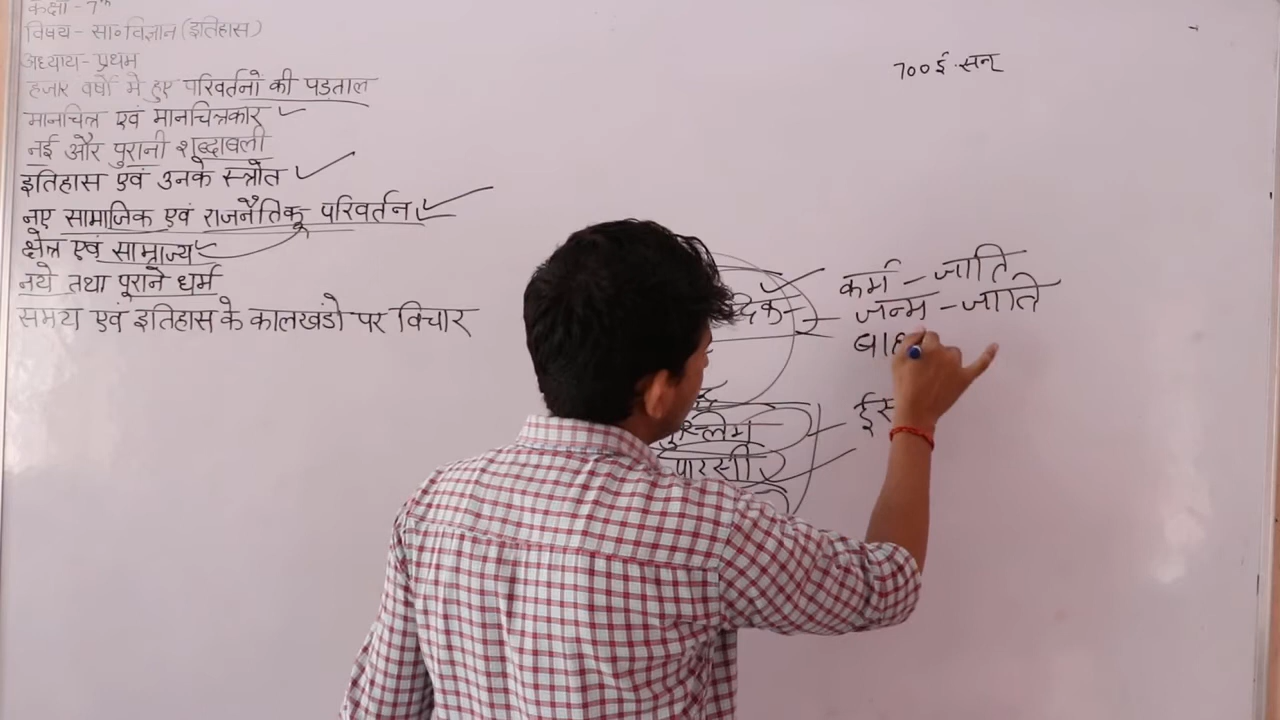 कक्षा - 7th
विषय - सा॰ विज्ञान (इतिहास)
अध्याय - प्रथम
हजार वर्षो मे हुए परिवर्तनों की पड़ताल
मानचित्र एवं मानचित्रकार
नई और पुरानी शब्दावली
इतिहास एवं उनके स्त्रोत
नए सामाजिक एवं राजनैतिक परिवर्तन
क्षेत्र एवं साम्राज्य
नये तथा पूराने धर्म
समय एवं इतिहास के कालखंडो पर विचार
700 ई. सन्
कर्म - जाति
जन्म - जाति
मुस्लिम
पारसी